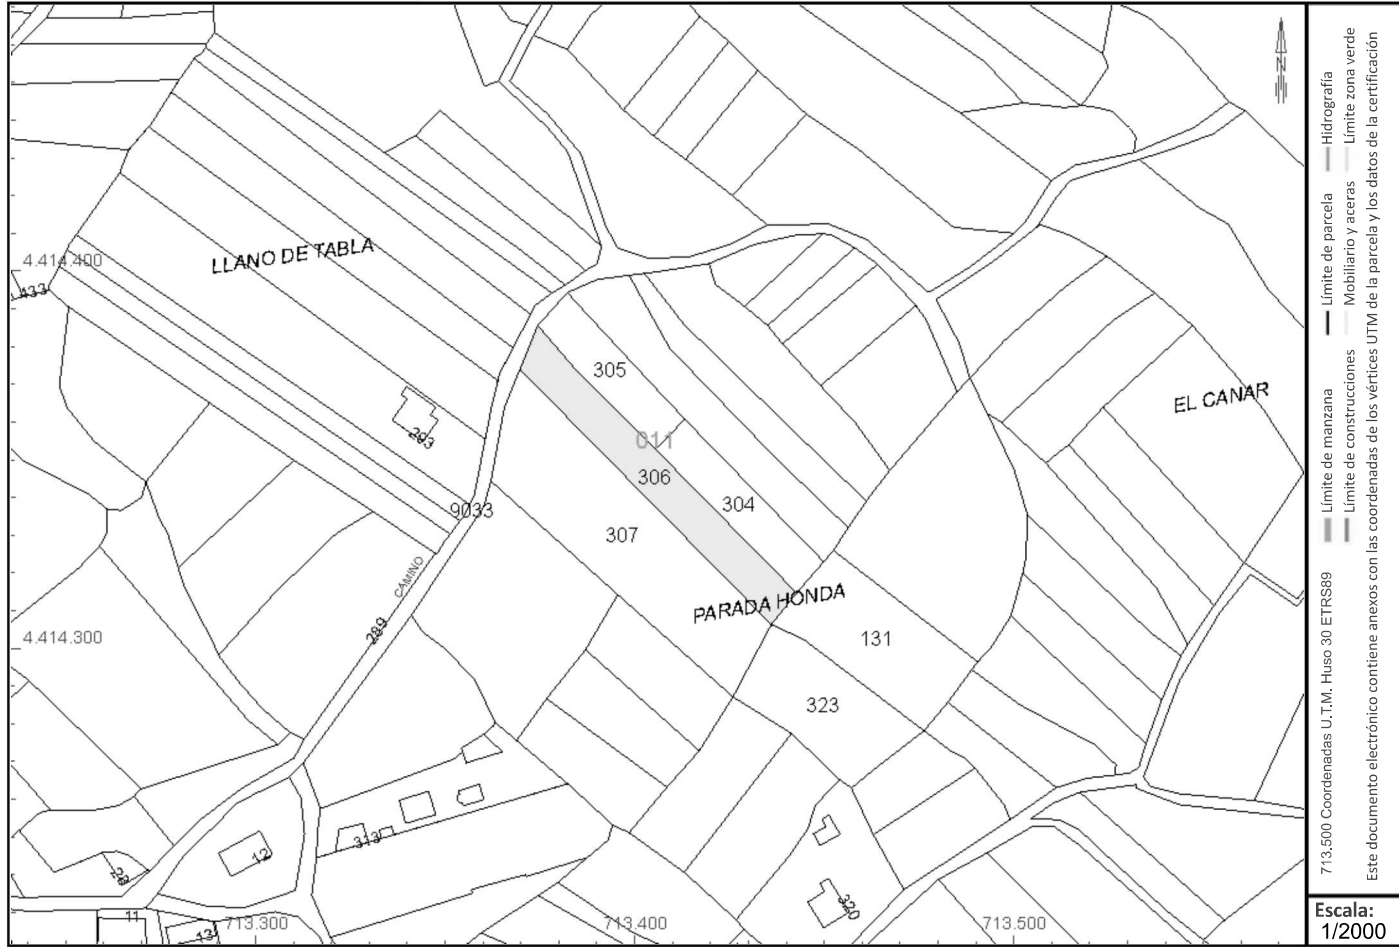 N
LLANO DE TABLA
4.414.400
433
305
EL CANAR
011
293
306
304
9033
307
CAMINO
PARADA HONDA
289
4.414.300
131
323
313
12
28
320
11
13
713.300
713.400
713.500
713.500 Coordenadas U.T.M. Huso 30 ETRS89
Límite de manzana
Límite de parcela
Hidrografía
Límite de construcciones
Mobiliario y aceras
Límite zona verde
Este documento electrónico contiene anexos con las coordenadas de los vértices UTM de la parcela y los datos de la certificación
Escala:
1/2000